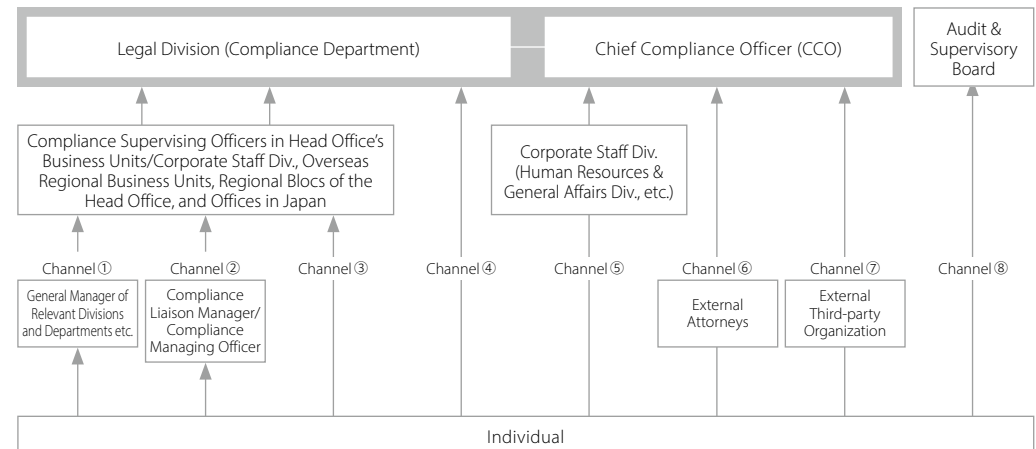 Legal Division (Compliance Department)
Chief Compliance Officer (CCO)
Audit &
Supervisory
Board
Compliance Supervising Officers in Head Office's
Business Units/Corporate Staff Div., Overseas
Regional Business Units, Regional Blocs of the
Head Office, and Offices in Japan
Corporate Staff Div.
(Human Resources &
General Affairs Div., etc.)
Channel①
Channel②
Channel③
Channel④
Channel⑤
Channel⑥
Channel⑦
Channel⑧
General Manager of
Relevant Divisions
and Departments etc.
Compliance
Liaison Manager/
Compliance
Managing Officer
External
Attorneys
External
Third-party
Organization
Individual